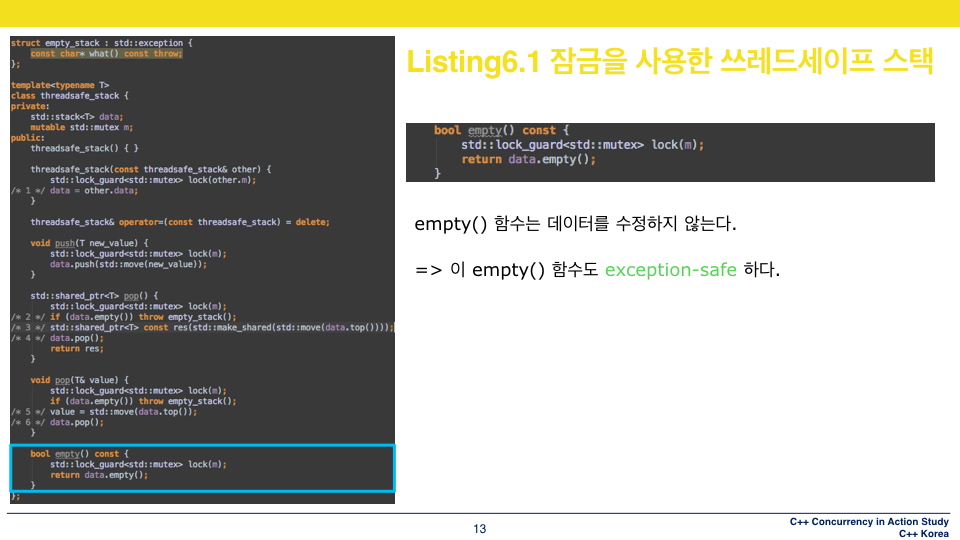 struct empty_stack : std::exception {
    const char* what() const throw;
};
template<typename T>
class threadsafe_stack {
private:
    std::stack<T> data;
    mutable std::mutex m;
public:
    threadsafe_stack() { }
    threadsafe_stack(const threadsafe_stack& other) {
        std::lock_guard<std::mutex> lock(other.m);
/* 1 */ data = other.data;
    }
    threadsafe_stack& operator=(const threadsafe_stack) = delete;
    void push(T new_value) {
        std::lock_guard<std::mutex> lock(m);
        data.push(std::move(new_value));
    }
    std::shared_ptr<T> pop() {
        std::lock_guard<std::mutex> lock(m);
/* 2 */ if (data.empty()) throw empty_stack();
/* 3 */ std::shared_ptr<T> const res(std::make_shared(std::move(data.top())));
/* 4 */ data.pop();
        return res;
    }
    void pop(T& value) {
        std::lock_guard<std::mutex> lock(m);
        if (data.empty()) throw empty_stack();
/* 5 */ value = std::move(data.top());
/* 6 */ data.pop();
    }
    bool empty() const {
        std::lock_guard<std::mutex> lock(m);
        return data.empty();
    }
};
Listing6.1 잠금을 사용한 쓰레드세이프 스택
bool empty() const {
    std::lock_guard<std::mutex> lock(m);
    return data.empty();
}
empty() 함수는 데이터를 수정하지 않는다.
=> 이 empty() 함수도 exception-safe 하다.
13
C++ Concurrency in Action Study
C++ Korea